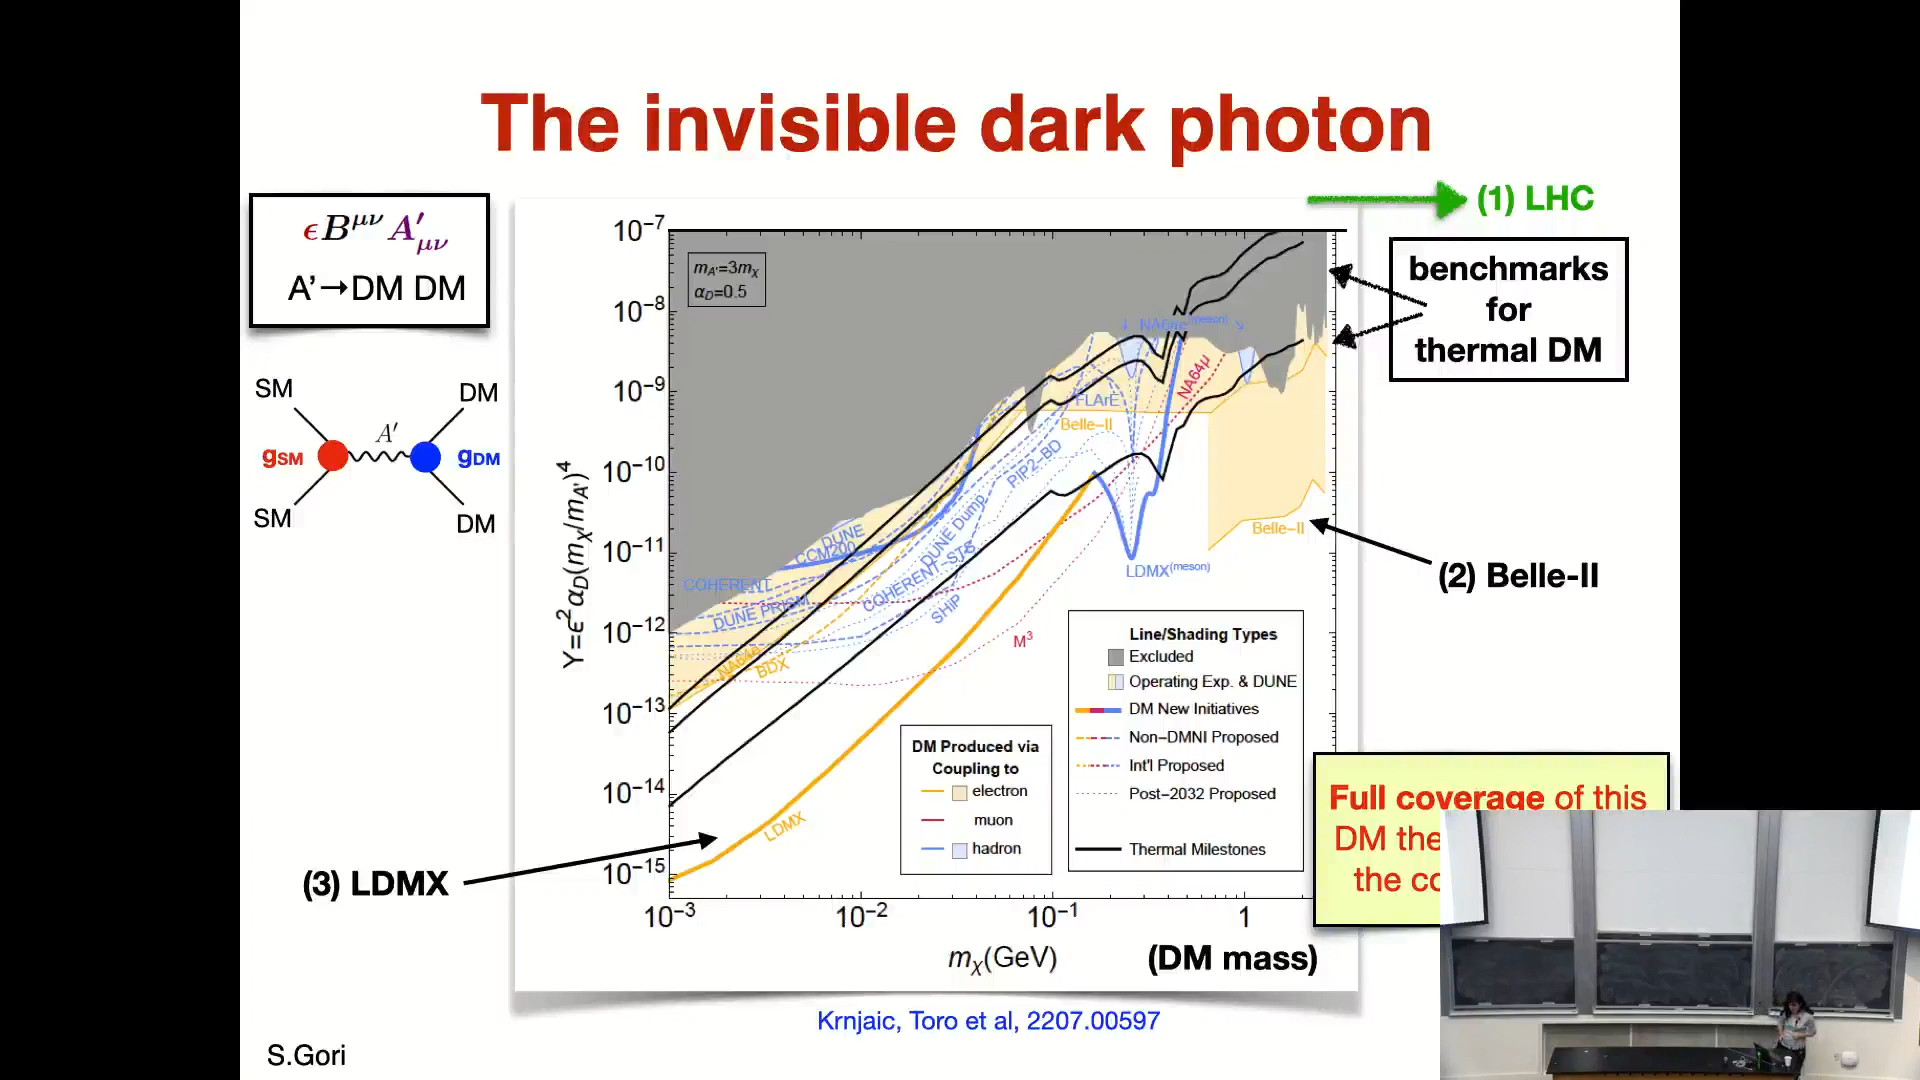 The invisible dark photon
ϵB^{μν} A′_{μν}
A’→DM DM
SM
DM
gSM
A′
gDM
SM
DM
(1) LHC
benchmarks
for
thermal DM
(2) Belle-II
(3) LDMX
Full coverage of this
DM the
the co
Y=ϵ²α_D(m_χ/m_A')⁴
10⁻⁷
10⁻⁸
10⁻⁹
10⁻¹⁰
10⁻¹¹
10⁻¹²
10⁻¹³
10⁻¹⁴
10⁻¹⁵
m_A'=3m_χ
α_D=0.5
NA64μ
FLArE
Belle−II
PIP2−BD
DUNE
CCM200
DUNE Dump
COHERENT
DUNE PRISM
COHERENT−STS
SHiP
NA64e
BDX
M³
LDMX^(meson)
Belle−II
LDMX
DM Produced via
Coupling to
electron
muon
hadron
Line/Shading Types
Excluded
Operating Exp. & DUNE
DM New Initiatives
Non−DMNI Proposed
Int'l Proposed
Post−2032 Proposed
Thermal Milestones
10⁻³
10⁻²
10⁻¹
1
m_χ(GeV)
(DM mass)
Krnjaic, Toro et al, 2207.00597
S.Gori